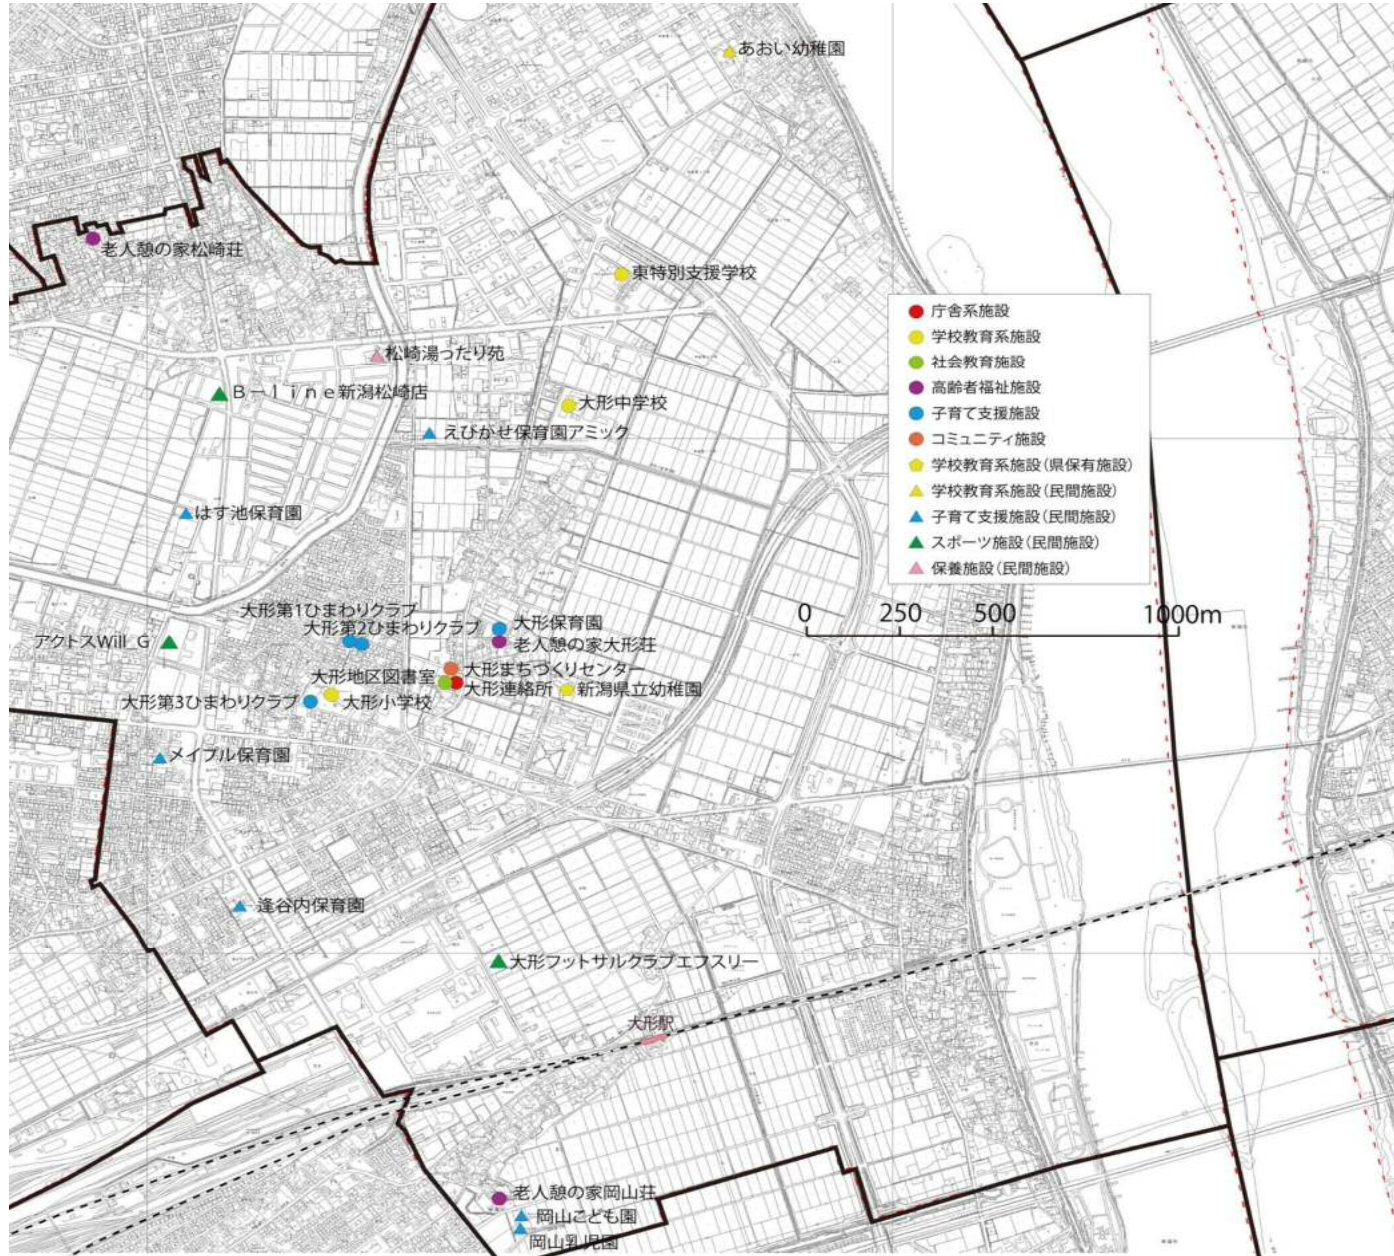 あおい幼稚園
老人憩の家松崎荘
東特別支援学校
庁舎系施設
学校教育系施設
社会教育施設
高齢者福祉施設
子育て支援施設
コミュニティ施設
学校教育系施設(県保有施設)
学校教育系施設(民間施設)
子育て支援施設(民間施設)
スポーツ施設(民間施設)
保養施設(民間施設)
松崎湯ったり苑
B-line新潟松崎店
大形中学校
えびがせ保育園アミック
はす池保育園
0 250 500 1000m
大形第1ひまわりクラブ
大形第2ひまわりクラブ
大形保育園
アクトスWill_G
老人憩の家大形荘
大形まちづくりセンター
大形地区図書室
大形連絡所
新潟県立幼稚園
大形第3ひまわりクラブ
大形小学校
メイプル保育園
逢谷内保育園
大形フットサルクラブエフスリー
大形駅
老人憩の家岡山荘
岡山こども園
岡山乳児園